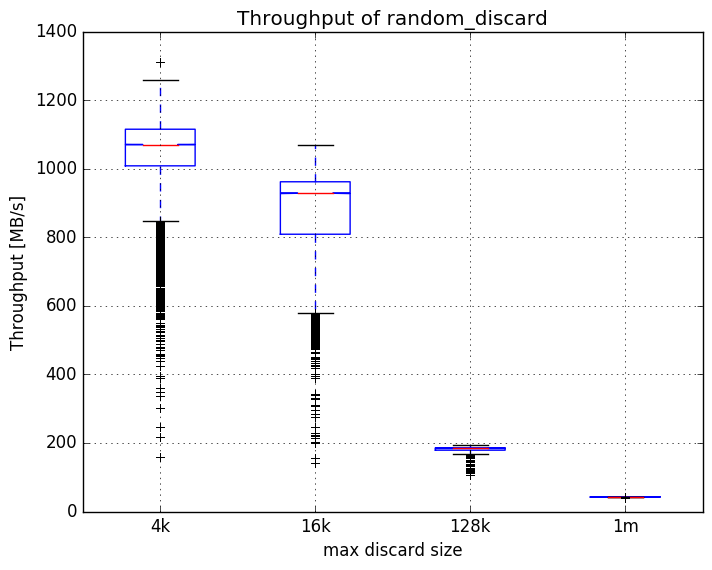 Throughput of random_discard
1400
1200
1000
800
600
400
200
0
Throughput [MB/s]
4k 16k 128k 1m
max discard size